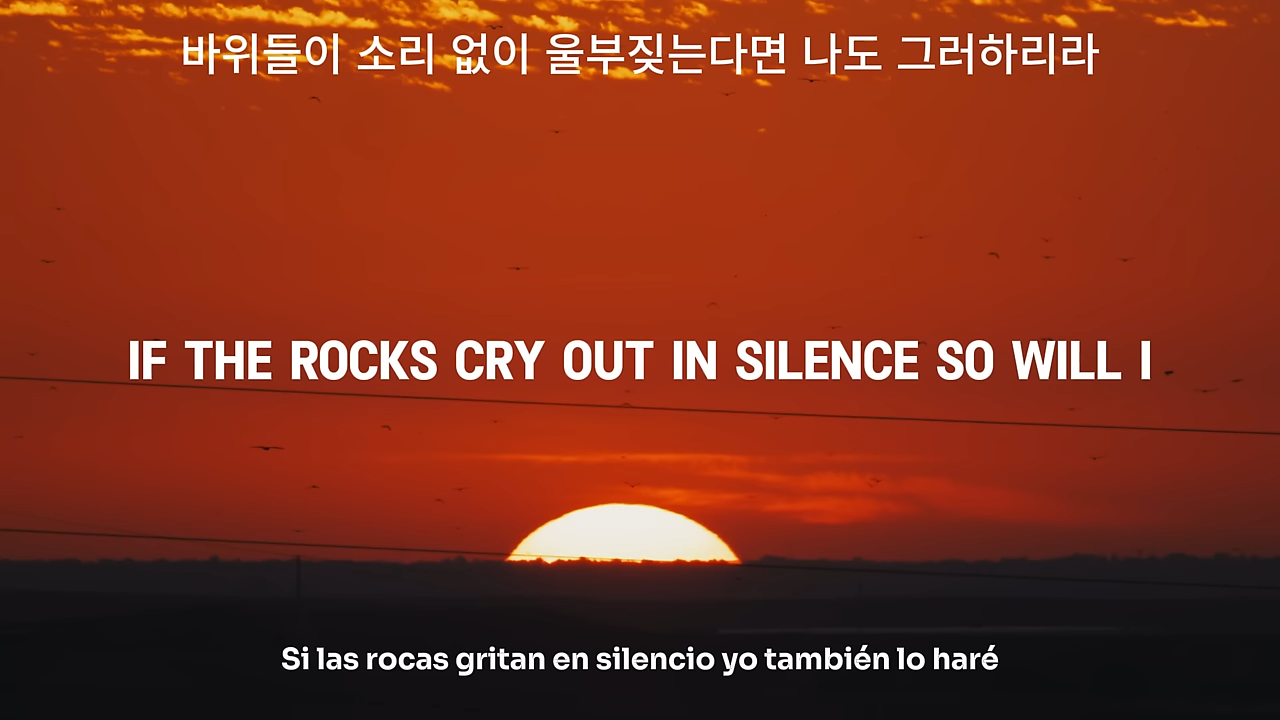 바위들이 소리 없이 울부짖는다면 나도 그러하리라
IF THE ROCKS CRY OUT IN SILENCE SO WILL I
Si las rocas gritan en silencio yo también lo haré